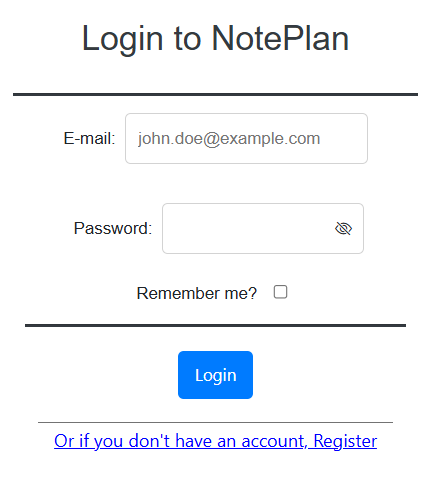 Login to NotePlan
E-mail: john.doe@example.com
Password:
Remember me?
Login
Or if you don't have an account, Register